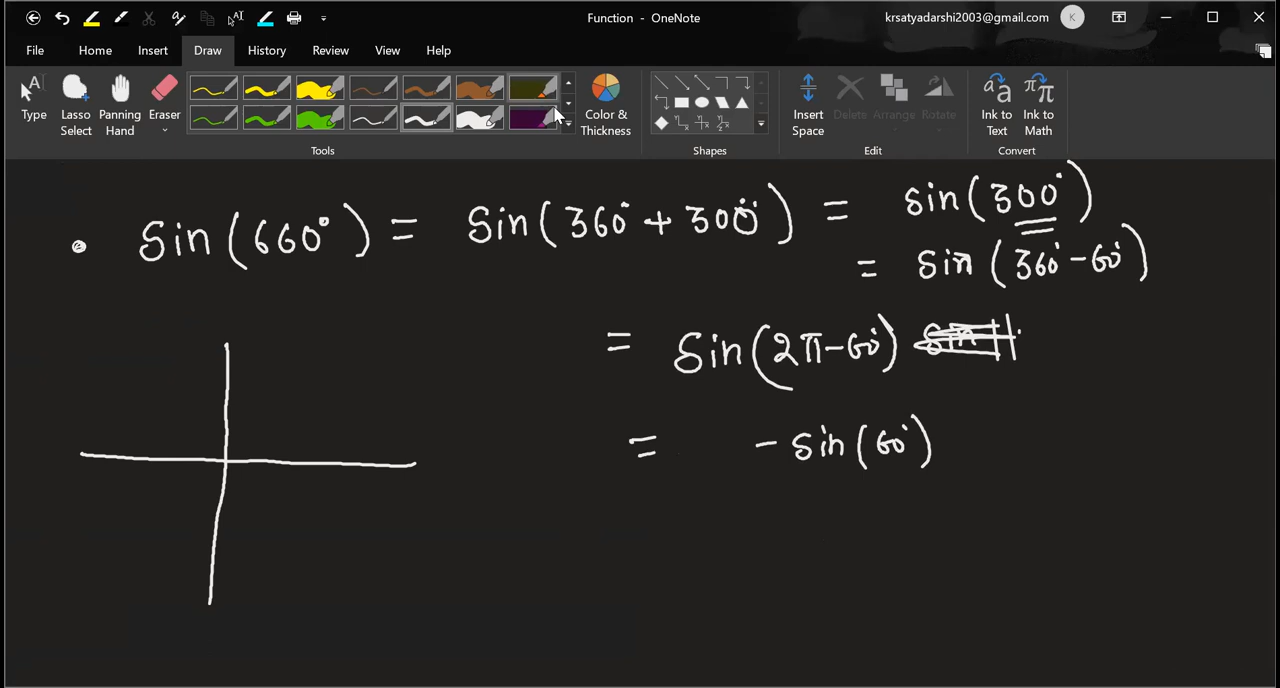 Function - OneNote
krsatyadarshi2003@gmail.com K
File Home Insert Draw History Review View Help
Type Lasso Select Panning Hand Eraser Color & Thickness Insert Space Delete Arrange Rotate Ink to Text Ink to Math
Tools Shapes Edit Convert
Sin(660°) = Sin(360° + 300°) = Sin(300°)
= Sin(360° - 60°)
= Sin(2π - 60°)
= - Sin(60°)